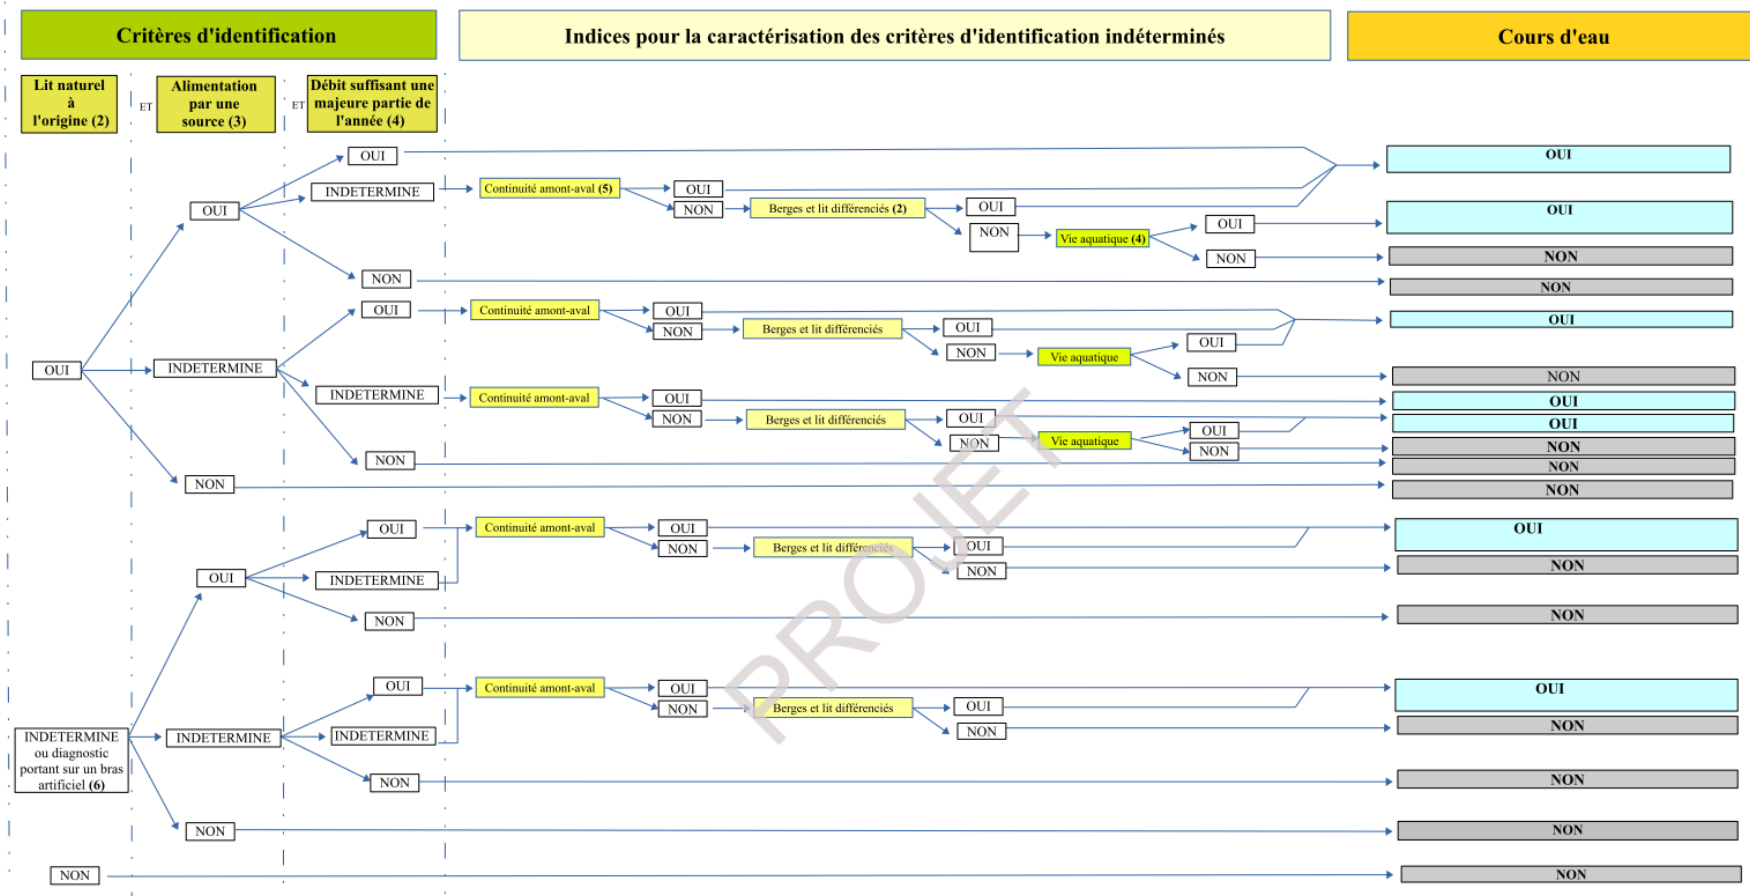 Critères d'identification
Indices pour la caractérisation des critères d'identification indéterminés
Cours d'eau
Lit naturel
à
l'origine (2)
ET
Alimentation
par une
source (3)
ET
Débit suffisant une
majeure partie de
l'année (4)
OUI
OUI
INDETERMINE
Continuité amont-aval (5)
OUI
OUI
NON
Berges et lit différenciés (2)
OUI
OUI
OUI
NON
Vie aquatique (4)
NON
NON
NON
NON
OUI
Continuité amont-aval
OUI
OUI
NON
Berges et lit différenciés
OUI
OUI
NON
Vie aquatique
OUI
INDETERMINE
NON
NON
INDETERMINE
Continuité amont-aval
OUI
OUI
NON
Berges et lit différenciés
OUI
OUI
NON
Vie aquatique
OUI
NON
NON
NON
NON
NON
NON
OUI
Continuité amont-aval
OUI
OUI
NON
Berges et lit différenciés
OUI
NON
NON
OUI
INDETERMINE
NON
NON
PROJET
OUI
Continuité amont-aval
OUI
OUI
NON
Berges et lit différenciés
OUI
NON
NON
INDETERMINE
ou diagnostic
portant sur un bras
artificiel (6)
INDETERMINE
INDETERMINE
NON
NON
NON
NON
NON
NON